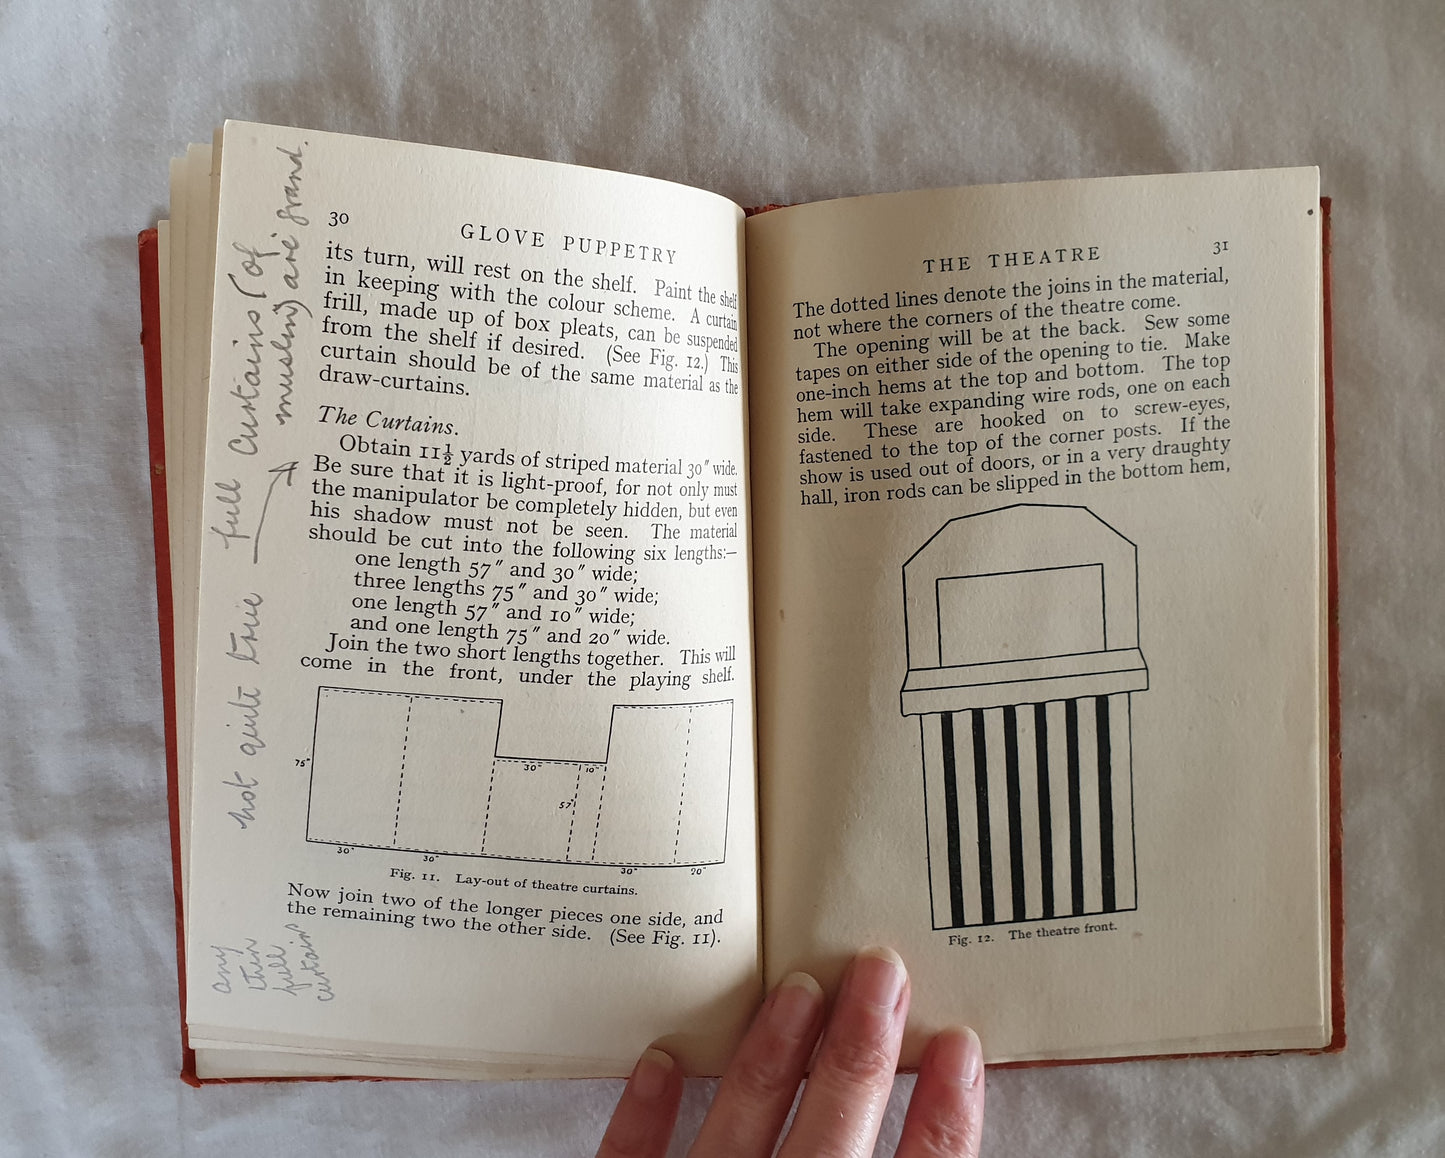 30
GLOVE PUPPETRY
its turn, will rest on the shelf. Paint the shelf
in keeping with the colour scheme. A curtain
frill, made up of box pleats, can be suspended
from the shelf if desired. (See Fig. 12.) This
curtain should be of the same material as the
draw-curtains.
The Curtains.
Obtain 11½ yards of striped material 30″ wide.
Be sure that it is light-proof, for not only must
the manipulator be completely hidden, but even
his shadow must not be seen. The material
should be cut into the following six lengths:—
one length 57″ and 30″ wide;
three lengths 75″ and 30″ wide;
one length 57″ and 10″ wide;
and one length 75″ and 20″ wide.
Join the two short lengths together. This will
come in the front, under the playing shelf.
75″
30″
10″
57″
30″
30″
30″
20″
Fig. 11. Lay-out of theatre curtains.
Now join two of the longer pieces one side, and
the remaining two the other side. (See Fig. 11).
not quite true → full curtains (of
muslin) are grand.
any
thin
full
curtain
THE THEATRE
31
The dotted lines denote the joins in the material,
not where the corners of the theatre come.
The opening will be at the back. Sew some
tapes on either side of the opening to tie. Make
one-inch hems at the top and bottom. The top
hem will take expanding wire rods, one on each
side. These are hooked on to screw-eyes,
fastened to the top of the corner posts. If the
show is used out of doors, or in a very draughty
hall, iron rods can be slipped in the bottom hem,
Fig. 12. The theatre front.